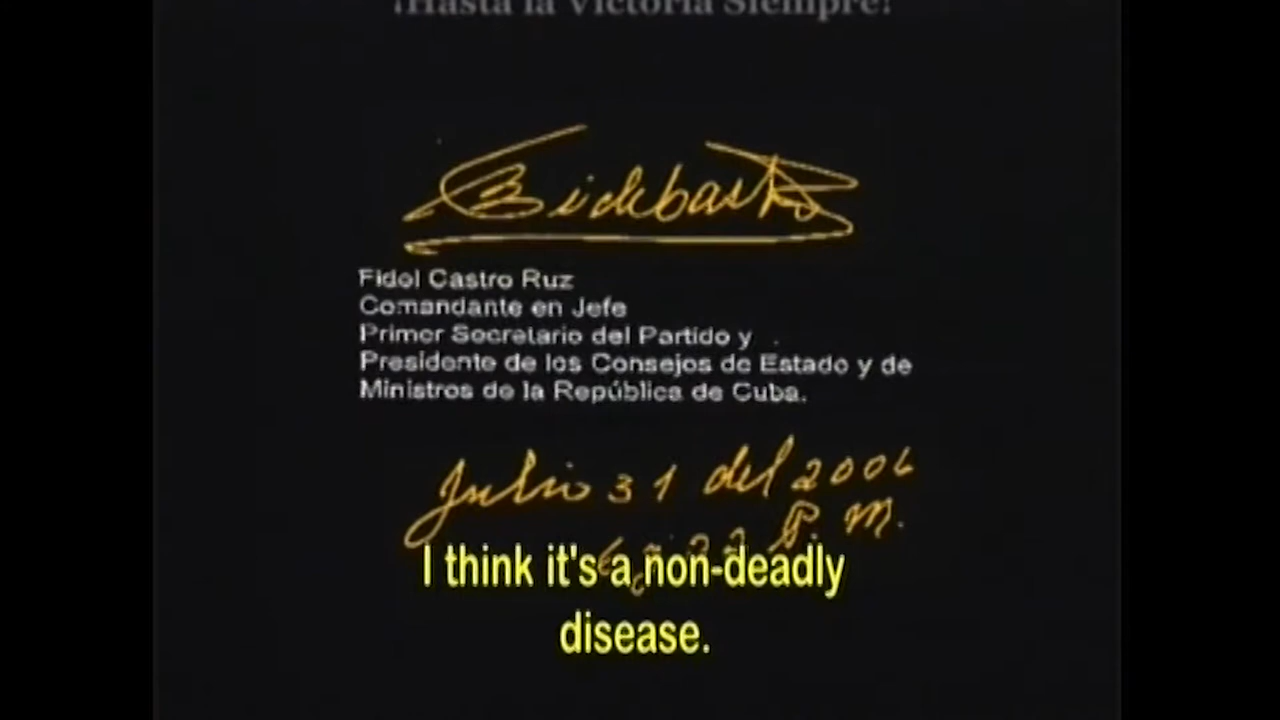 ¡Hasta la Victoria Siempre!
Fidel Castro Ruz
Comandante en Jefe
Primer Secretario del Partido y
Presidente de los Consejos de Estado y de
Ministros de la República de Cuba.
Julio 31 del 2006
P.M.
I think it's a non-deadly
disease.